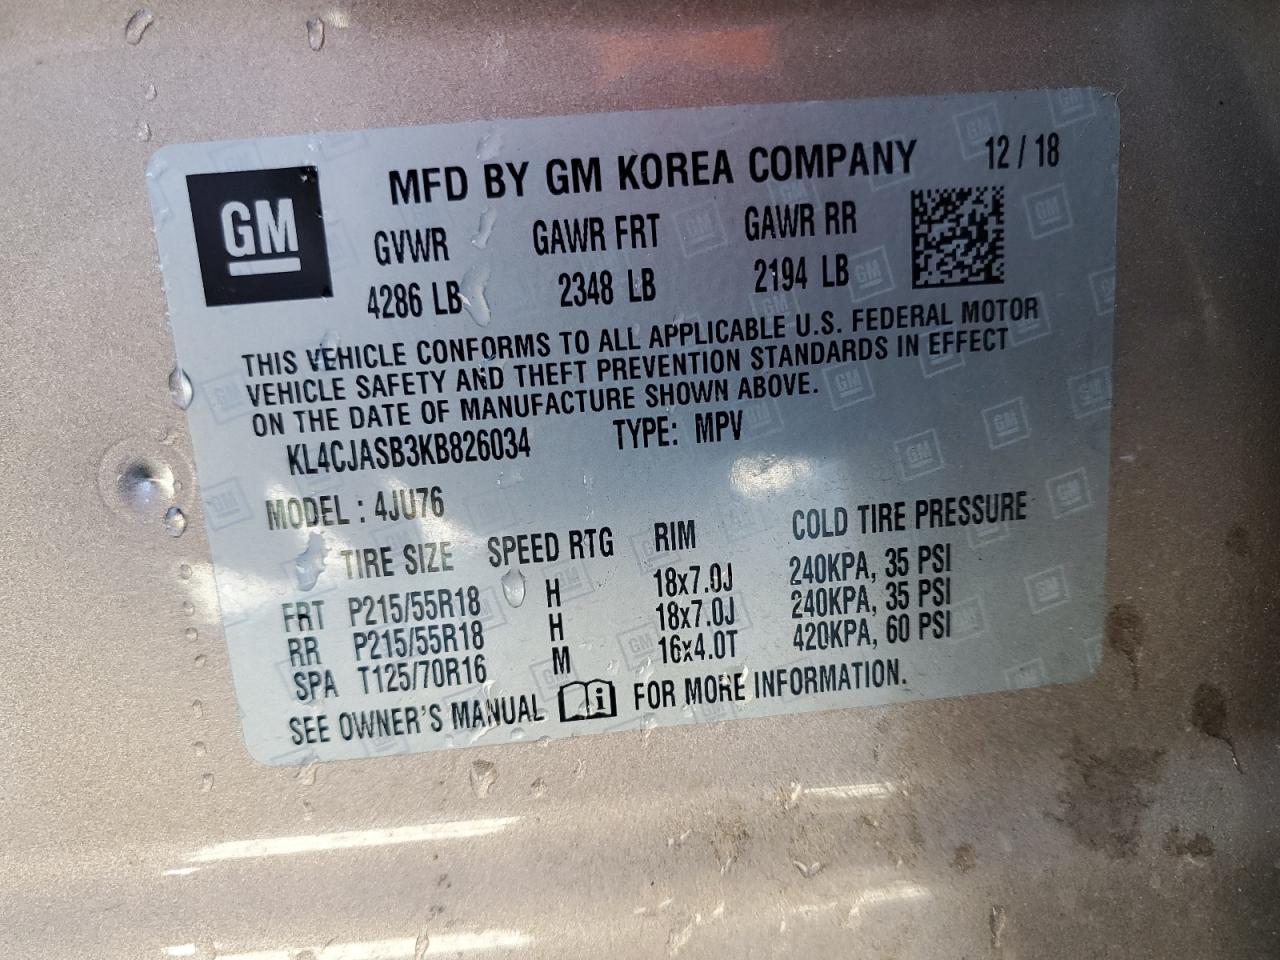 GM
MFD BY GM KOREA COMPANY 12 / 18
GVWR GAWR FRT GAWR RR
4286 LB 2348 LB 2194 LB
THIS VEHICLE CONFORMS TO ALL APPLICABLE U.S. FEDERAL MOTOR
VEHICLE SAFETY AND THEFT PREVENTION STANDARDS IN EFFECT
ON THE DATE OF MANUFACTURE SHOWN ABOVE.
KL4CJASB3KB826034 TYPE: MPV
MODEL : 4JU76
TIRE SIZE SPEED RTG RIM COLD TIRE PRESSURE
FRT P215/55R18 H 18x7.0J 240KPA, 35 PSI
RR P215/55R18 H 18x7.0J 240KPA, 35 PSI
SPA T125/70R16 M 16x4.0T 420KPA, 60 PSI
SEE OWNER'S MANUAL FOR MORE INFORMATION.